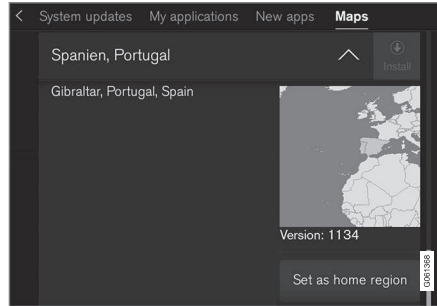 < System updates My applications New apps Maps
Spanien, Portugal
Install
Gibraltar, Portugal, Spain
Version: 1134
Set as home region
G061368